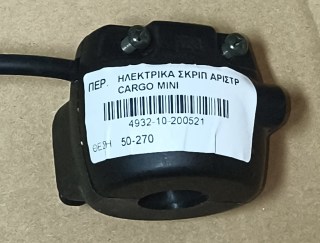 ΠΕΡ. ΗΛΕΚΤΡΙΚΑ ΣΚΡΙΠ ΑΡΙΣΤΡ
CARGO MINI
4932-10-200521
ΘΕΣΗ 50-270